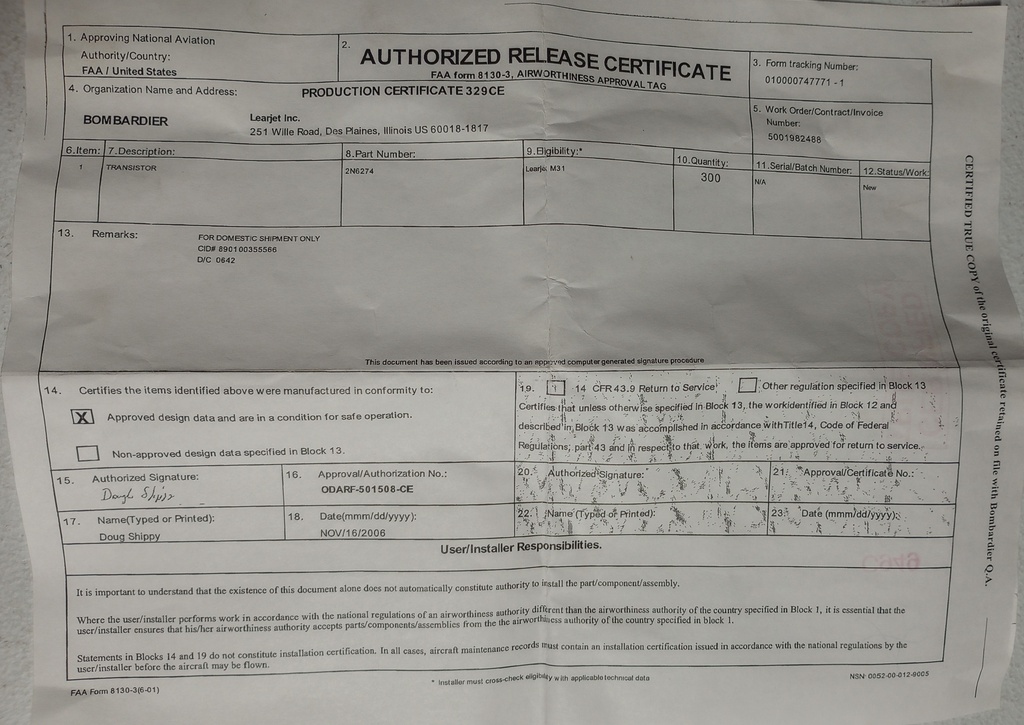 1. Approving National Aviation
Authority/Country:
FAA / United States
2.
AUTHORIZED RELEASE CERTIFICATE
FAA form 8130-3, AIRWORTHINESS APPROVAL TAG
3. Form tracking Number:
010000747771 - 1
4. Organization Name and Address:
PRODUCTION CERTIFICATE 329CE
BOMBARDIER
Learjet Inc.
251 Wille Road, Des Plaines, Illinois US 60018-1817
5. Work Order/Contract/Invoice
Number:
5001982488
6.Item: 7.Description: 8.Part Number: 9.Eligibility:* 10.Quantity: 11.Serial/Batch Number: 12.Status/Work:
1 TRANSISTOR 2N6274 Learjet M31 300 N/A New
13. Remarks:
FOR DOMESTIC SHIPMENT ONLY
CID# 890100355566
D/C 0642
This document has been issued according to an approved computer generated signature procedure
14. Certifies the items identified above were manufactured in conformity to:
X Approved design data and are in a condition for safe operation.
Non-approved design data specified in Block 13.
19. 14 CFR 43.9 Return to Service Other regulation specified in Block 13
Certifies that unless otherwise specified in Block 13, the workidentified in Block 12 and
described in Block 13 was accomplished in accordance withTitle14, Code of Federal
Regulations, part 43 and in respect to that work, the items are approved for return to service.
15. Authorized Signature:
Doug Shippy
16. Approval/Authorization No.:
ODARF-501508-CE
20. Authorized Signature:
21. Approval/Certificate No.:
17. Name(Typed or Printed):
Doug Shippy
18. Date(mmm/dd/yyyy):
NOV/16/2006
22. Name (Typed or Printed):
23. Date (mmm/dd/yyyy):
User/Installer Responsibilities.
It is important to understand that the existence of this document alone does not automatically constitute authority to install the part/component/assembly.
Where the user/installer performs work in accordance with the national regulations of an airworthiness authority different than the airworthiness authority of the country specified in Block 1, it is essential that the
user/installer ensures that his/her airworthiness authority accepts parts/components/assemblies from the the airworthiness authority of the country specified in block 1.
Statements in Blocks 14 and 19 do not constitute installation certification. In all cases, aircraft maintenance records must contain an installation certification issued in accordance with the national regulations by the
user/installer before the aircraft may be flown.
FAA Form 8130-3(6-01)
* Installer must cross-check eligibility with applicable technical data
NSN: 0052-00-012-9005
CERTIFIED TRUE COPY of the original certificate retained on file with Bombardier Q.A.